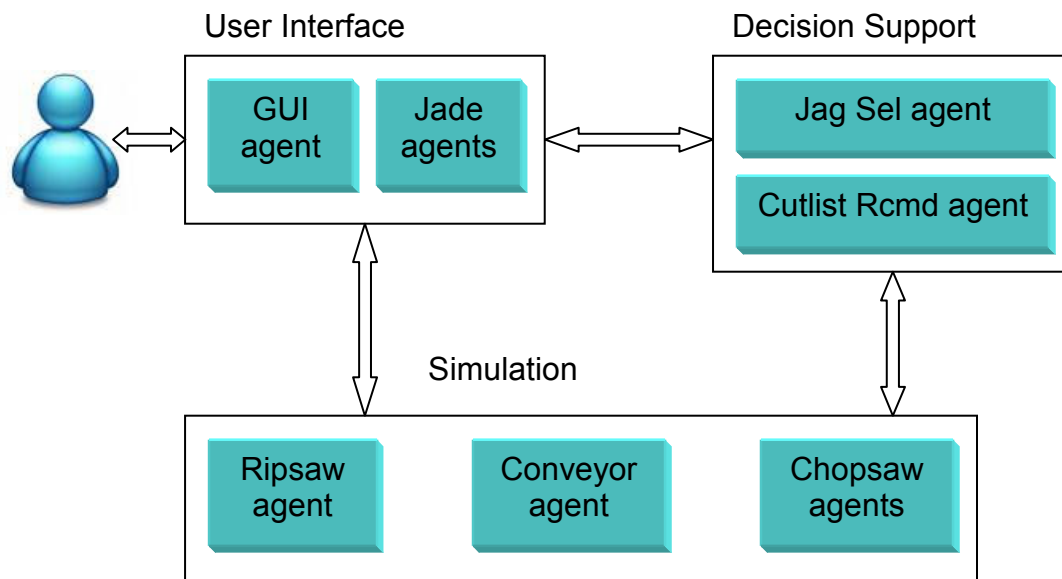 User Interface
Decision Support
GUI
agent
Jade
agents
Jag Sel agent
Cutlist Rcmd agent
Simulation
Ripsaw
agent
Conveyor
agent
Chopsaw
agents